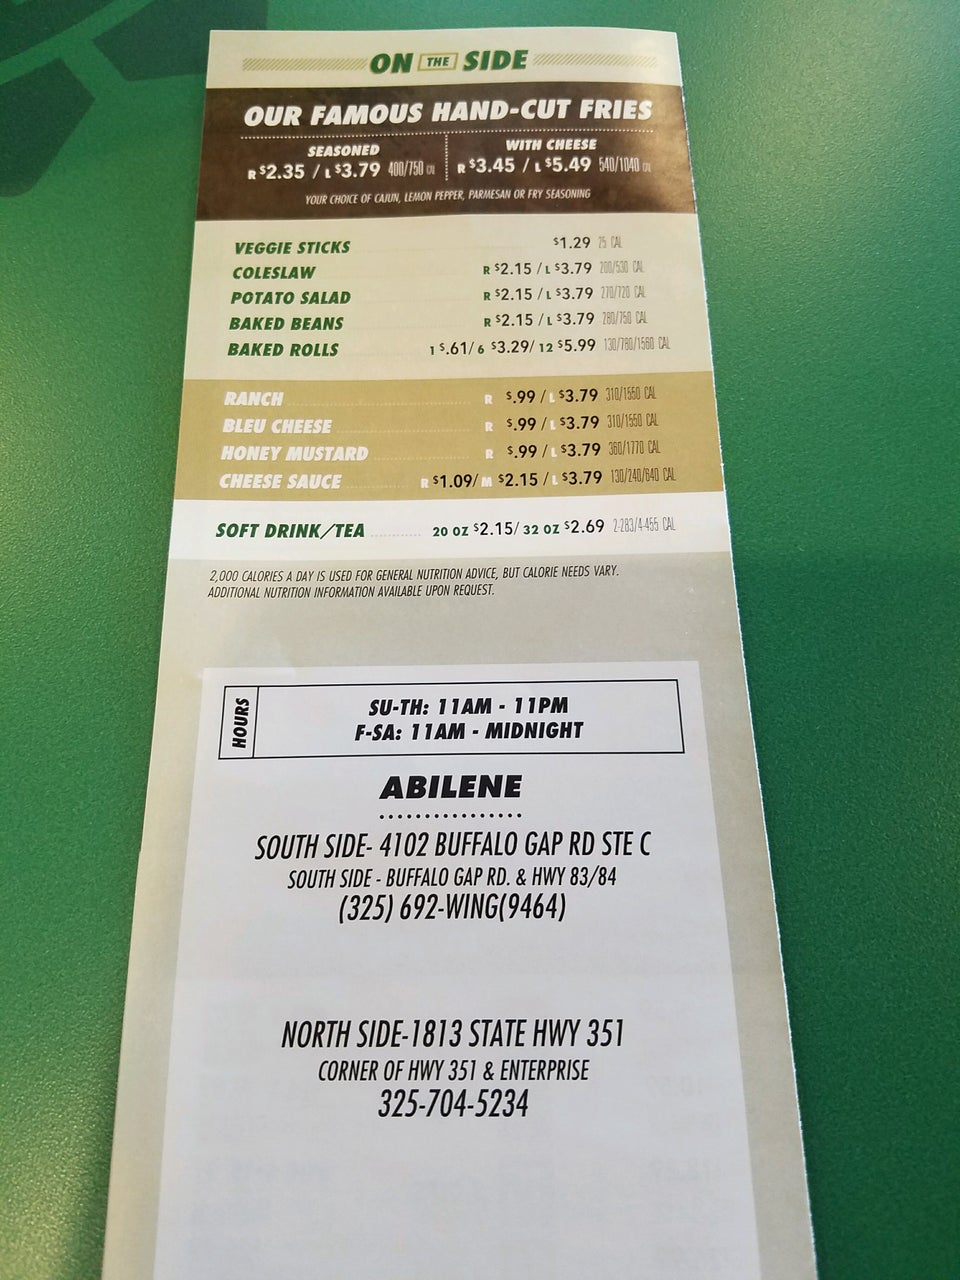 ON THE SIDE
OUR FAMOUS HAND-CUT FRIES
SEASONED
R $2.35 / L $3.79 400/750 CAL
WITH CHEESE
R $3.45 / L $5.49 540/1040 CAL
YOUR CHOICE OF CAJUN, LEMON PEPPER, PARMESAN OR FRY SEASONING
VEGGIE STICKS $1.29 25 CAL
COLESLAW R $2.15 / L $3.79 200/530 CAL
POTATO SALAD R $2.15 / L $3.79 270/720 CAL
BAKED BEANS R $2.15 / L $3.79 280/750 CAL
BAKED ROLLS 1 $.61/ 6 $3.29/ 12 $5.99 130/780/1560 CAL
RANCH R $.99 / L $3.79 310/1550 CAL
BLEU CHEESE R $.99 / L $3.79 310/1550 CAL
HONEY MUSTARD R $.99 / L $3.79 360/1770 CAL
CHEESE SAUCE R $1.09/ M $2.15 / L $3.79 130/240/640 CAL
SOFT DRINK/TEA 20 OZ $2.15/ 32 OZ $2.69 2-283/4-455 CAL
2,000 CALORIES A DAY IS USED FOR GENERAL NUTRITION ADVICE, BUT CALORIE NEEDS VARY.
ADDITIONAL NUTRITION INFORMATION AVAILABLE UPON REQUEST.
HOURS
SU-TH: 11AM - 11PM
F-SA: 11AM - MIDNIGHT
ABILENE
SOUTH SIDE- 4102 BUFFALO GAP RD STE C
SOUTH SIDE - BUFFALO GAP RD. & HWY 83/84
(325) 692-WING(9464)
NORTH SIDE-1813 STATE HWY 351
CORNER OF HWY 351 & ENTERPRISE
325-704-5234